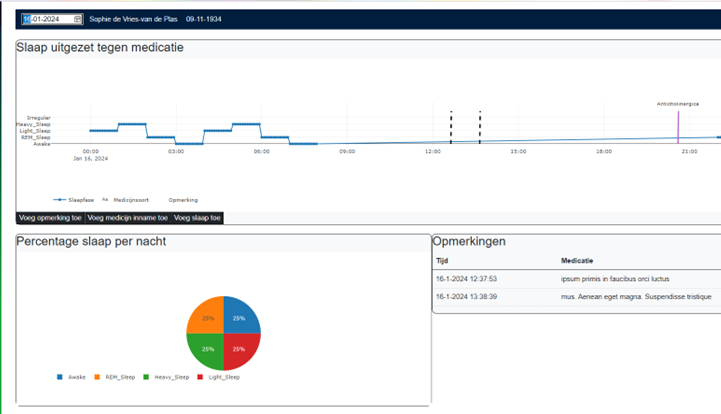 16-01-2024 Sophie de Vries-van de Plas 09-11-1934
Slaap uitgezet tegen medicatie
Anticholinergica
Irregular
Heavy_Sleep
Light_Sleep
REM_Sleep
Awake
00:00 03:00 06:00 09:00 12:00 15:00 18:00 21:00
Jan 16, 2024
Slaapfase Aa Medicijnsoort Opmerking
Voeg opmerking toe Voeg medicijn inname toe Voeg slaap toe
Percentage slaap per nacht
25% 25%
25% 25%
Awake REM_Sleep Heavy_Sleep Light_Sleep
Opmerkingen
Tijd Medicatie
16-1-2024 12:37:53 ipsum primis in faucibus orci luctus
16-1-2024 13:38:39 mus. Aenean eget magna. Suspendisse tristique